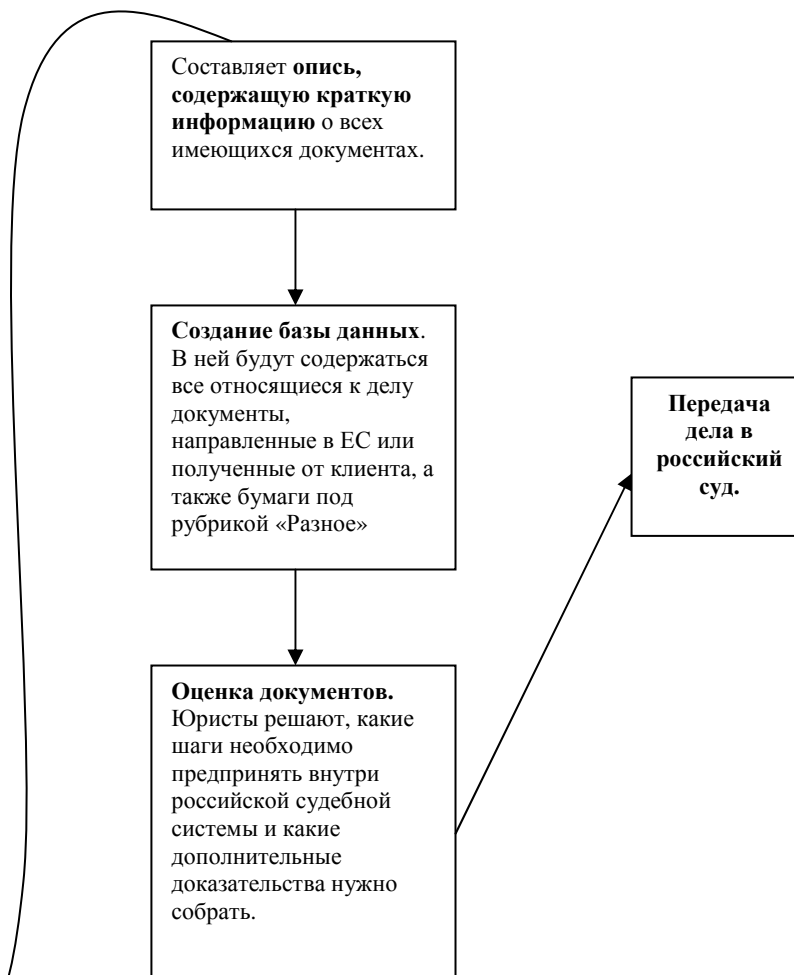 Составляет опись,
содержащую краткую
информацию о всех
имеющихся документах.
Создание базы данных.
В ней будут содержаться
все относящиеся к делу
документы,
направленные в ЕС или
полученные от клиента, а
также бумаги под
рубрикой «Разное»
Передача
дела в
российский
суд.
Оценка документов.
Юристы решают, какие
шаги необходимо
предпринять внутри
российской судебной
системы и какие
дополнительные
доказательства нужно
собрать.